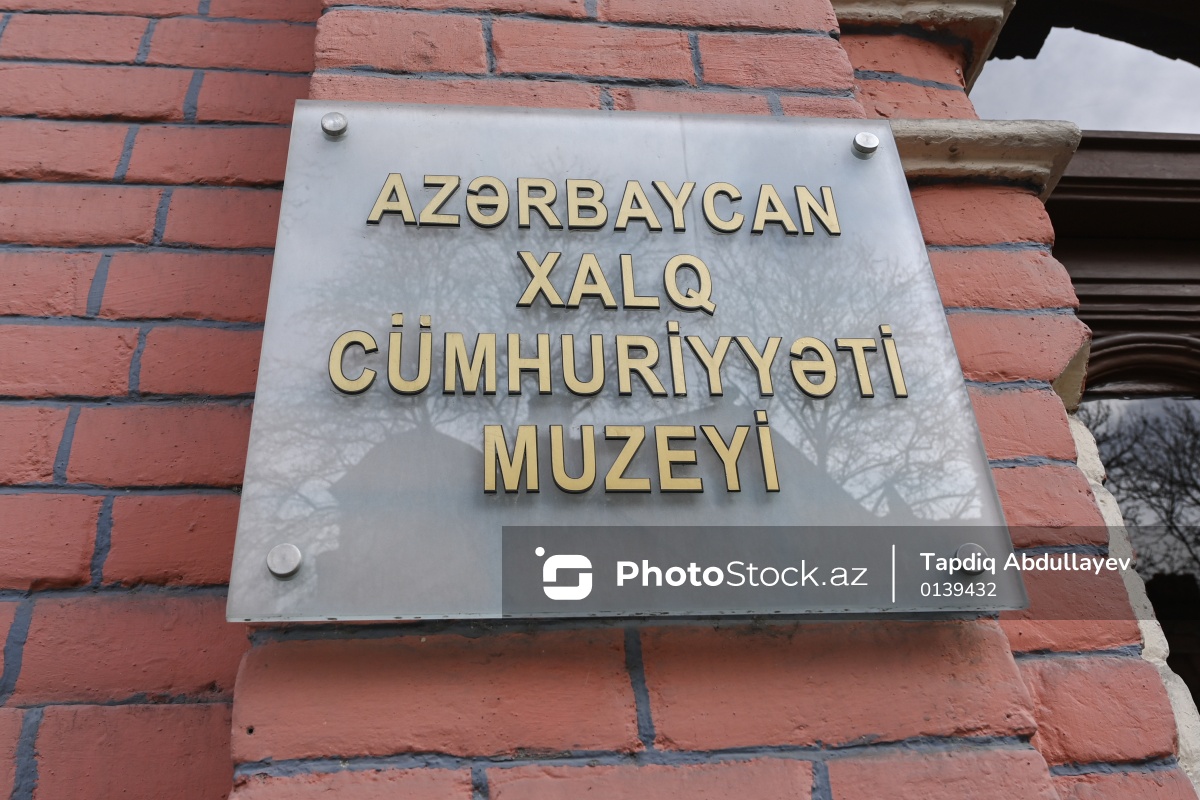 AZƏRBAYCAN
XALQ
CÜMHURİYYƏTİ
MUZEYİ
PhotoStock.az
Tapdiq Abdullayev
0139432